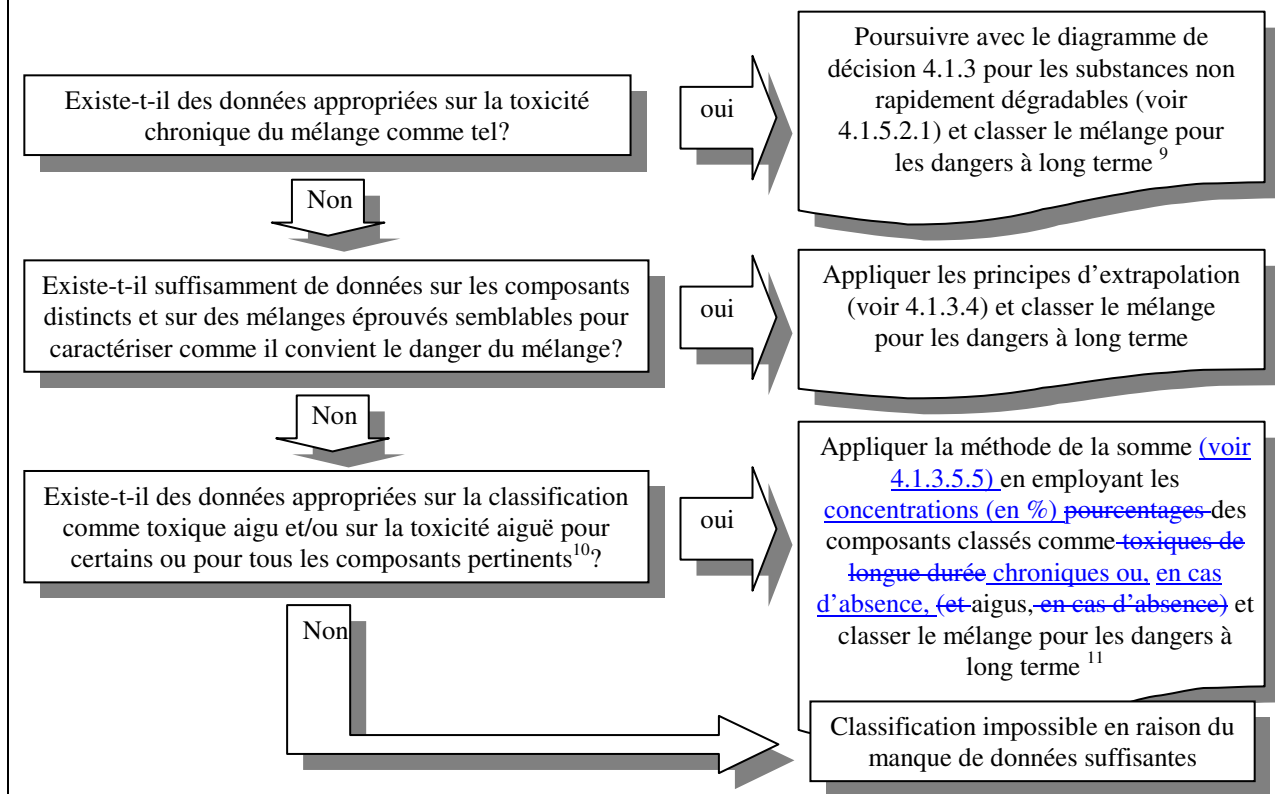 Existe-t-il des données appropriées sur la toxicité
chronique du mélange comme tel?
oui
Poursuivre avec le diagramme de
décision 4.1.3 pour les substances non
rapidement dégradables (voir
4.1.5.2.1) et classer le mélange pour
les dangers à long terme 9
Non
Existe-t-il suffisamment de données sur les composants
distincts et sur des mélanges éprouvés semblables pour
caractériser comme il convient le danger du mélange?
oui
Appliquer les principes d'extrapolation
(voir 4.1.3.4) et classer le mélange
pour les dangers à long terme
Non
Existe-t-il des données appropriées sur la classification
comme toxique aigu et/ou sur la toxicité aiguë pour
certains ou pour tous les composants pertinents10?
oui
Appliquer la méthode de la somme (voir
4.1.3.5.5) en employant les
concentrations (en %) pourcentages des
composants classés comme toxiques de
longue durée chroniques ou, en cas
d'absence, (et aigus, en cas d'absence) et
classer le mélange pour les dangers à
long terme 11
Non
Classification impossible en raison du
manque de données suffisantes